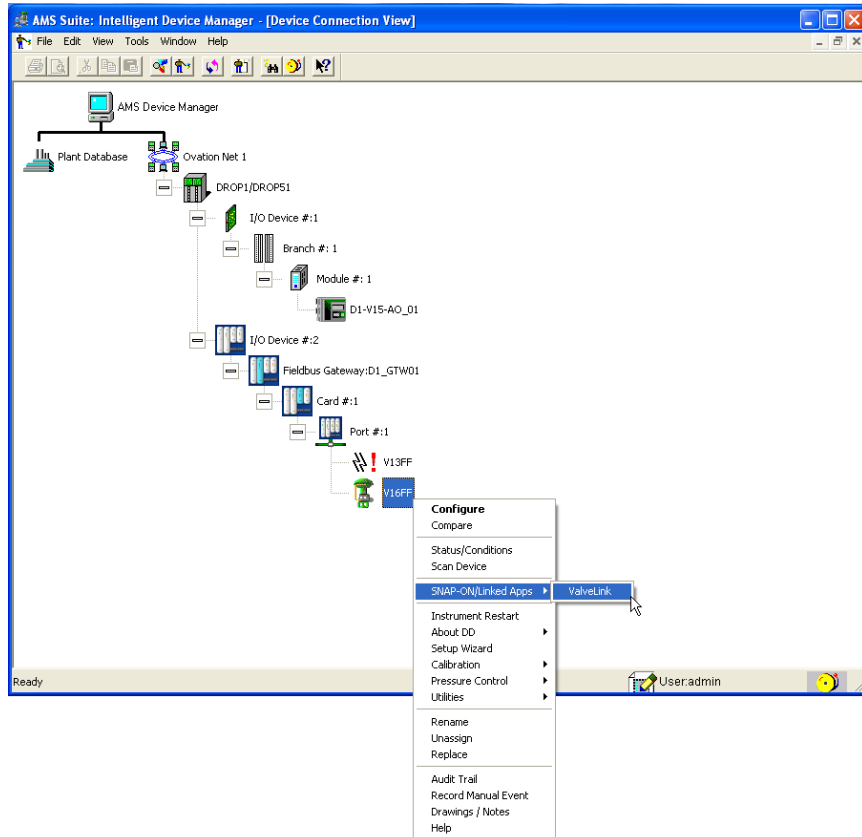 AMS Suite: Intelligent Device Manager - [Device Connection View]
File Edit View Tools Window Help
AMS Device Manager
Plant Database
Ovation Net 1
DROP1/DROP51
I/O Device #:1
Branch #: 1
Module #: 1
D1-V15-AO_01
I/O Device #:2
Fieldbus Gateway:D1_GTW01
Card #:1
Port #:1
V13FF
V16FF
Configure
Compare
Status/Conditions
Scan Device
SNAP-ON/Linked Apps
ValveLink
Instrument Restart
About DD
Setup Wizard
Calibration
Pressure Control
Utilities
Rename
Unassign
Replace
Audit Trail
Record Manual Event
Drawings / Notes
Help
Ready
User:admin